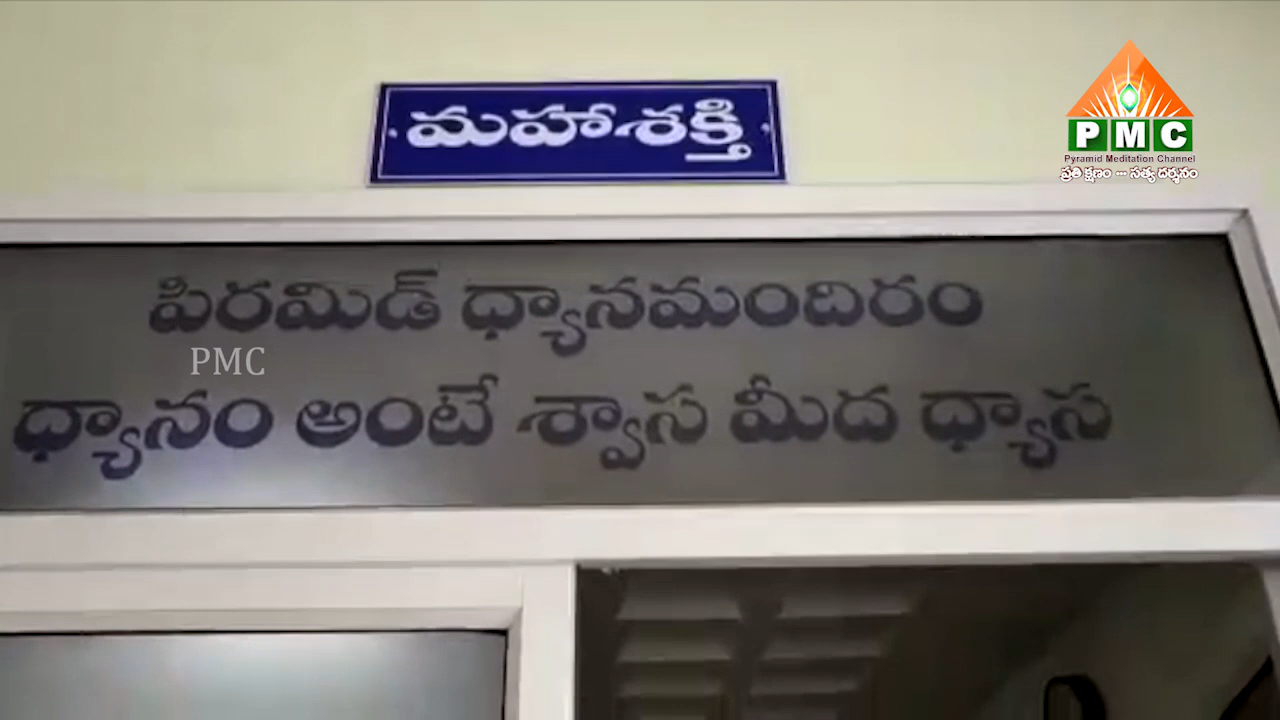 మహాశక్తి
PMC
Pyramid Meditation Channel
ప్రతి క్షణం --- సత్య దర్శనం
పిరమిడ్ ధ్యానమందిరం
PMC
ధ్యానం అంటే శ్వాస మీద ధ్యాస